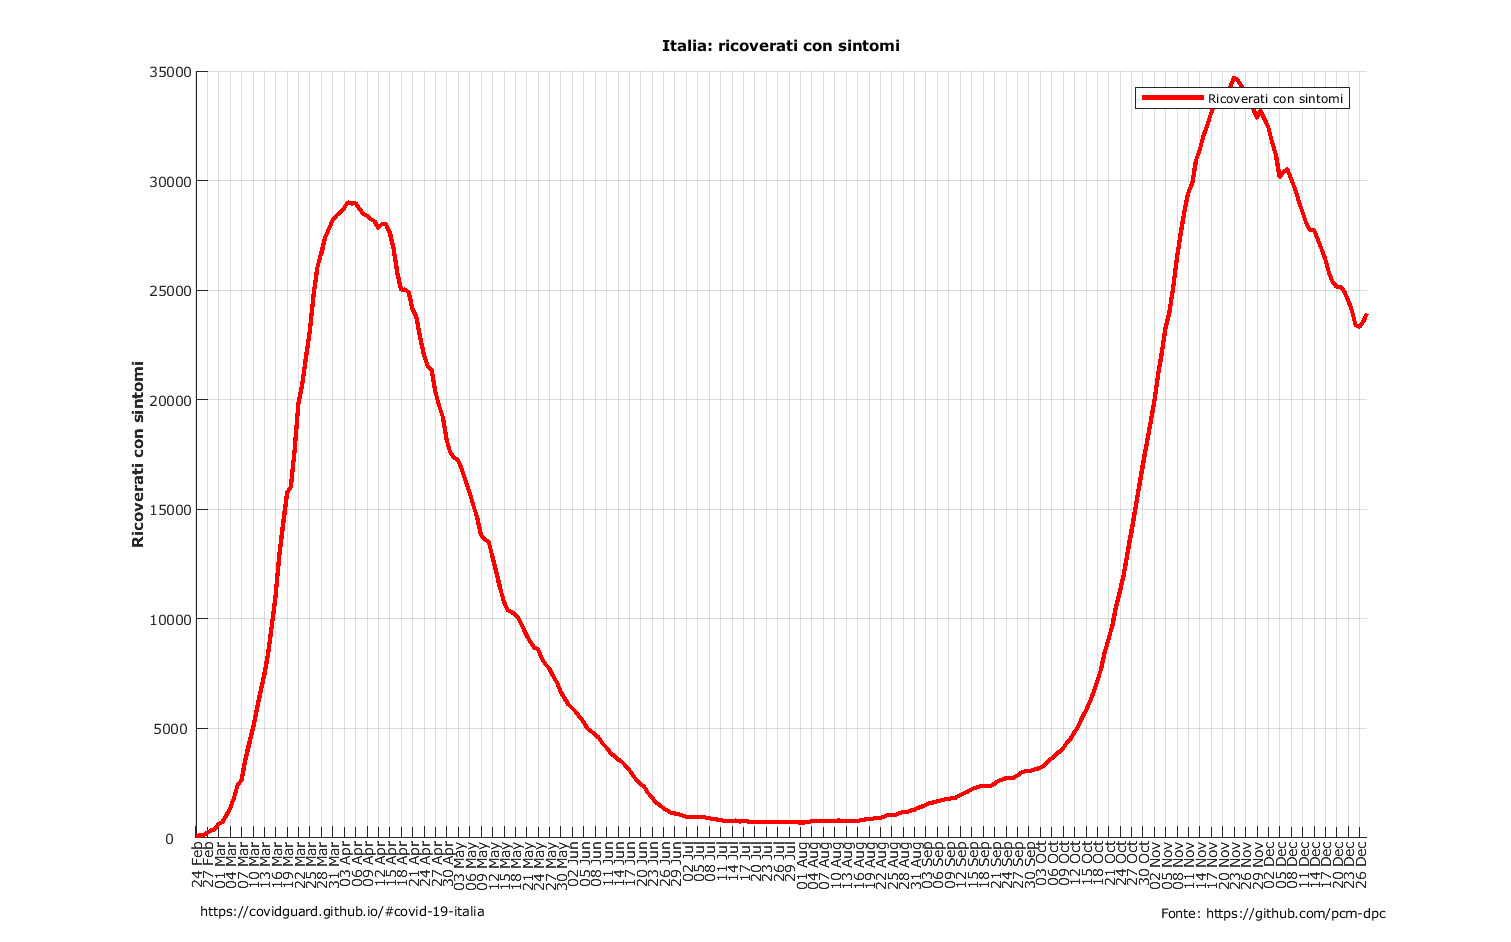 Italia: ricoverati con sintomi
35000
30000
25000
20000
15000
10000
5000
0
Ricoverati con sintomi
Ricoverati con sintomi
24 Feb
27 Feb
01 Mar
04 Mar
07 Mar
10 Mar
13 Mar
16 Mar
19 Mar
22 Mar
25 Mar
28 Mar
31 Mar
03 Apr
06 Apr
09 Apr
12 Apr
15 Apr
18 Apr
21 Apr
24 Apr
27 Apr
30 Apr
03 May
06 May
09 May
12 May
15 May
18 May
21 May
24 May
27 May
30 May
02 Jun
05 Jun
08 Jun
11 Jun
14 Jun
17 Jun
20 Jun
23 Jun
26 Jun
29 Jun
02 Jul
05 Jul
08 Jul
11 Jul
14 Jul
17 Jul
20 Jul
23 Jul
26 Jul
29 Jul
01 Aug
04 Aug
07 Aug
10 Aug
13 Aug
16 Aug
19 Aug
22 Aug
25 Aug
28 Aug
31 Aug
03 Sep
06 Sep
09 Sep
12 Sep
15 Sep
18 Sep
21 Sep
24 Sep
27 Sep
30 Sep
03 Oct
06 Oct
09 Oct
12 Oct
15 Oct
18 Oct
21 Oct
24 Oct
27 Oct
30 Oct
02 Nov
05 Nov
08 Nov
11 Nov
14 Nov
17 Nov
20 Nov
23 Nov
26 Nov
29 Nov
02 Dec
05 Dec
08 Dec
11 Dec
14 Dec
17 Dec
20 Dec
23 Dec
26 Dec
https://covidguard.github.io/#covid-19-italia
Fonte: https://github.com/pcm-dpc